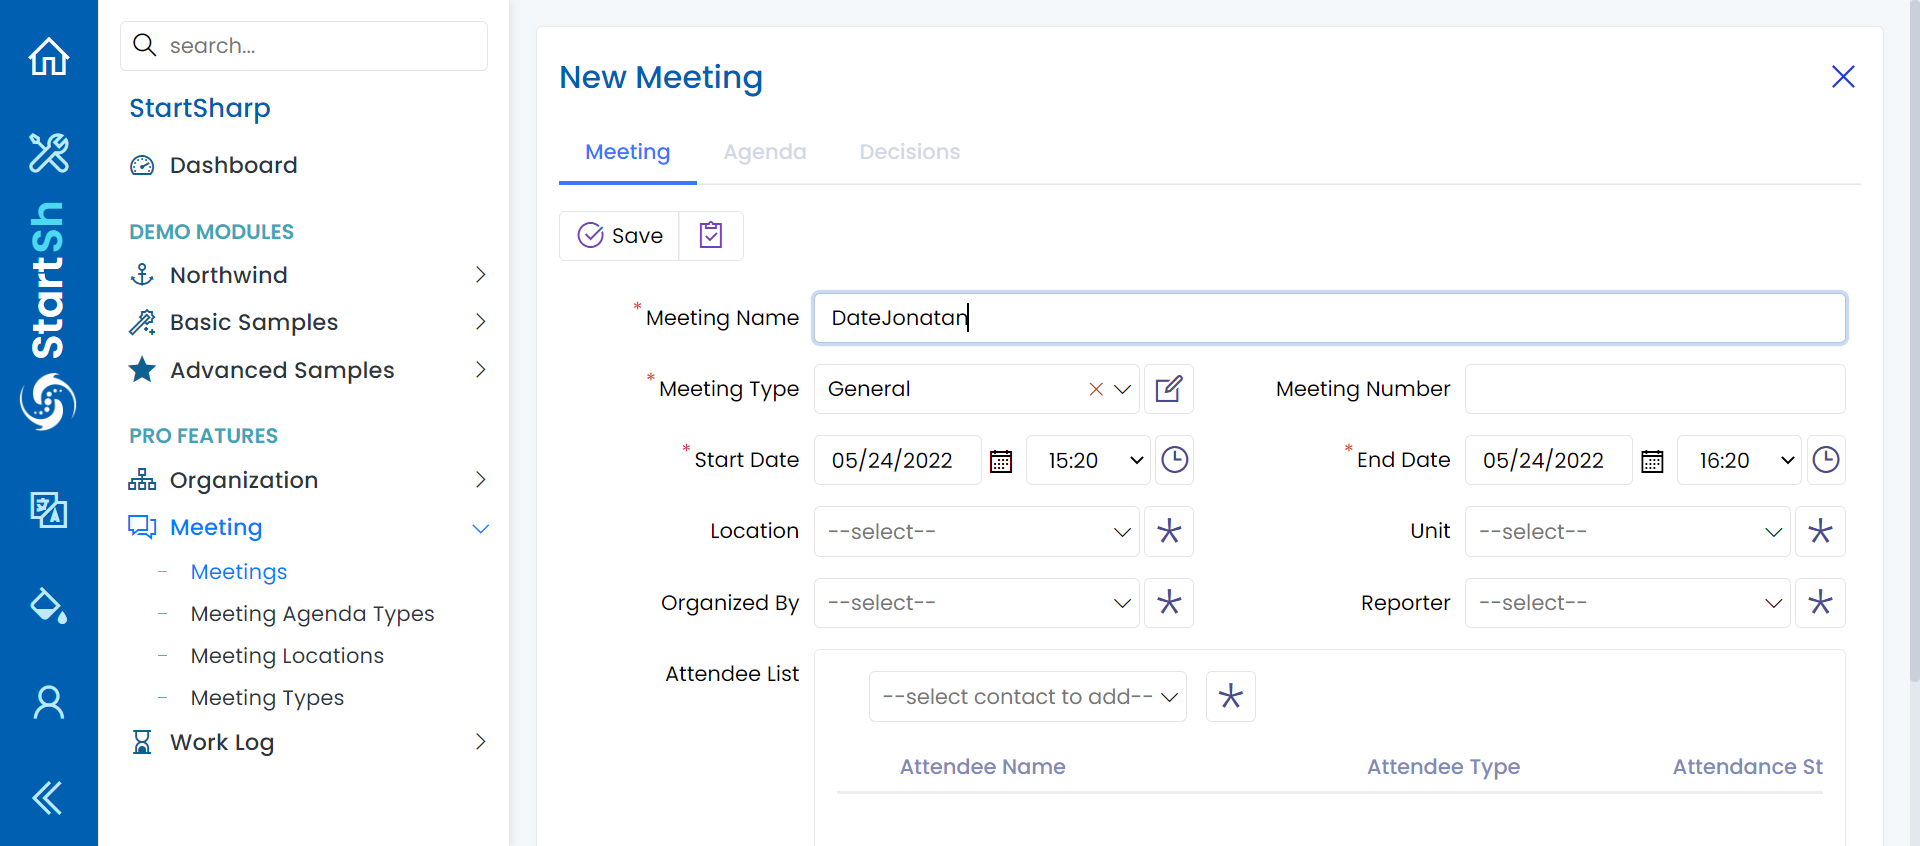 search...
StartSharp
Dashboard
DEMO MODULES
Northwind
Basic Samples
Advanced Samples
PRO FEATURES
Organization
Meeting
Meetings
Meeting Agenda Types
Meeting Locations
Meeting Types
Work Log
StartSh
New Meeting
Meeting Agenda Decisions
Save
*Meeting Name DateJonatan
*Meeting Type General Meeting Number
*Start Date 05/24/2022 15:20 *End Date 05/24/2022 16:20
Location --select-- Unit --select--
Organized By --select-- Reporter --select--
Attendee List --select contact to add--
Attendee Name Attendee Type Attendance St